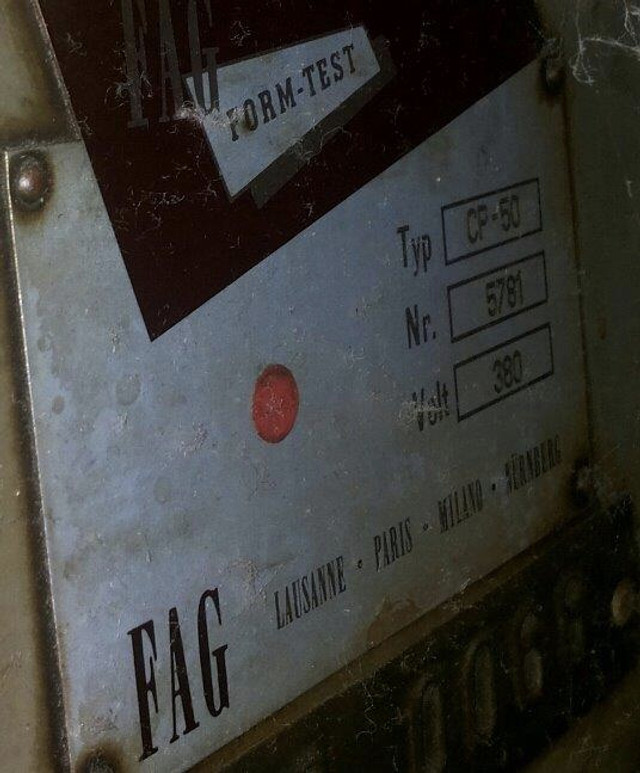 FAG
FORM-TEST
Typ CP-50
Nr. 5781
Volt 380
FAG LAUSANNE • PARIS • MILANO • NÜRNBERG